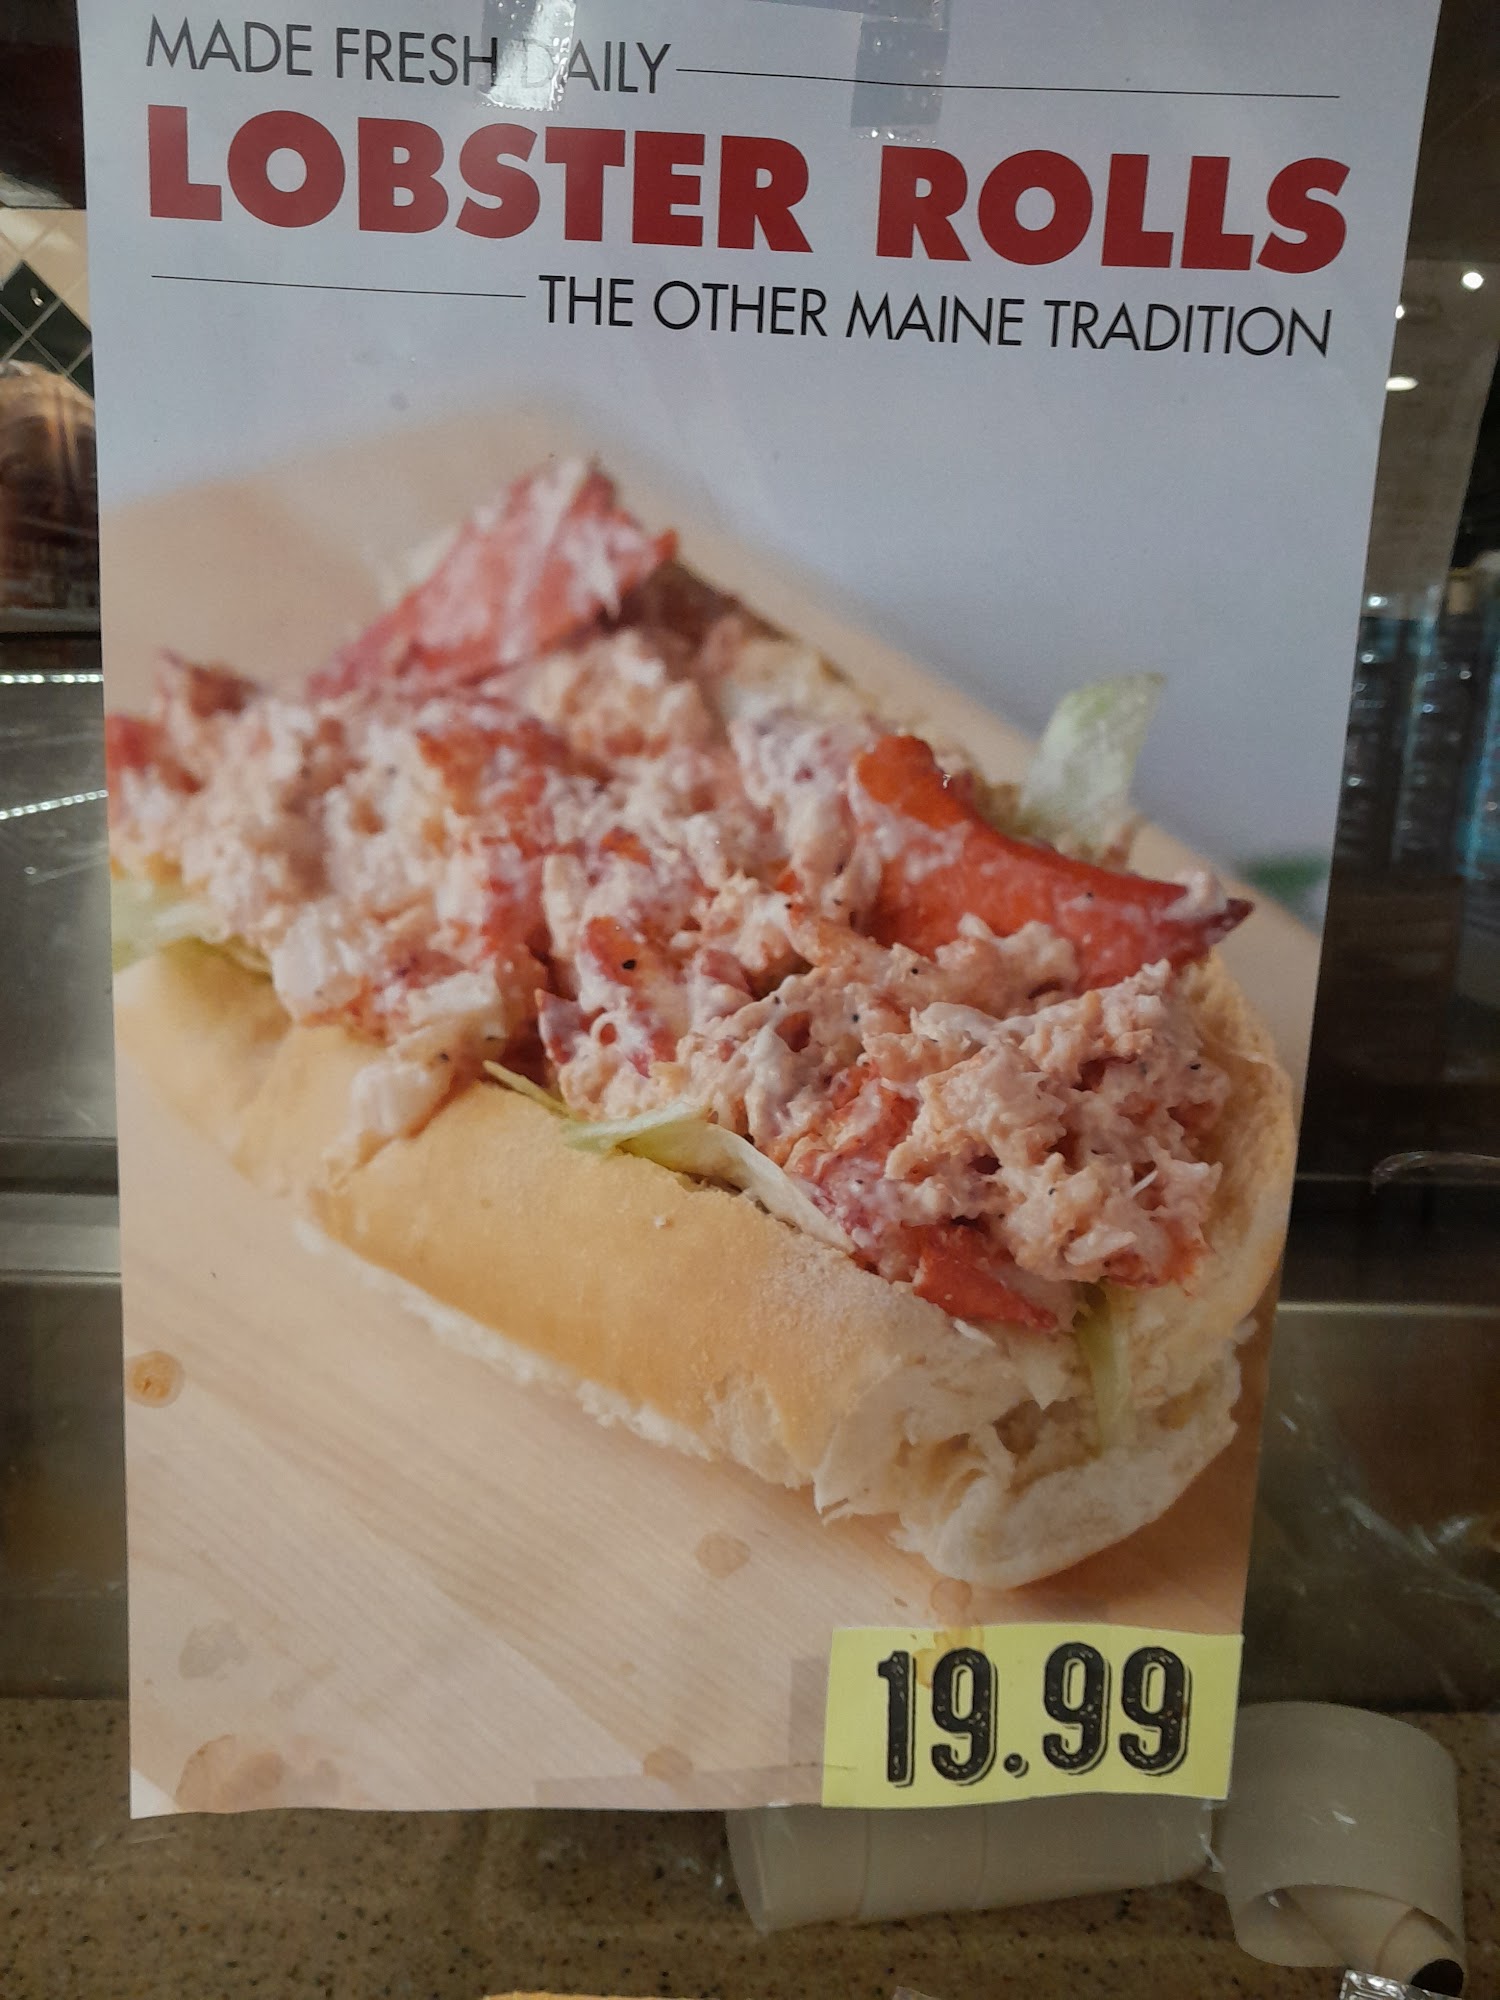 MADE FRESH DAILY
LOBSTER ROLLS
THE OTHER MAINE TRADITION
19.99